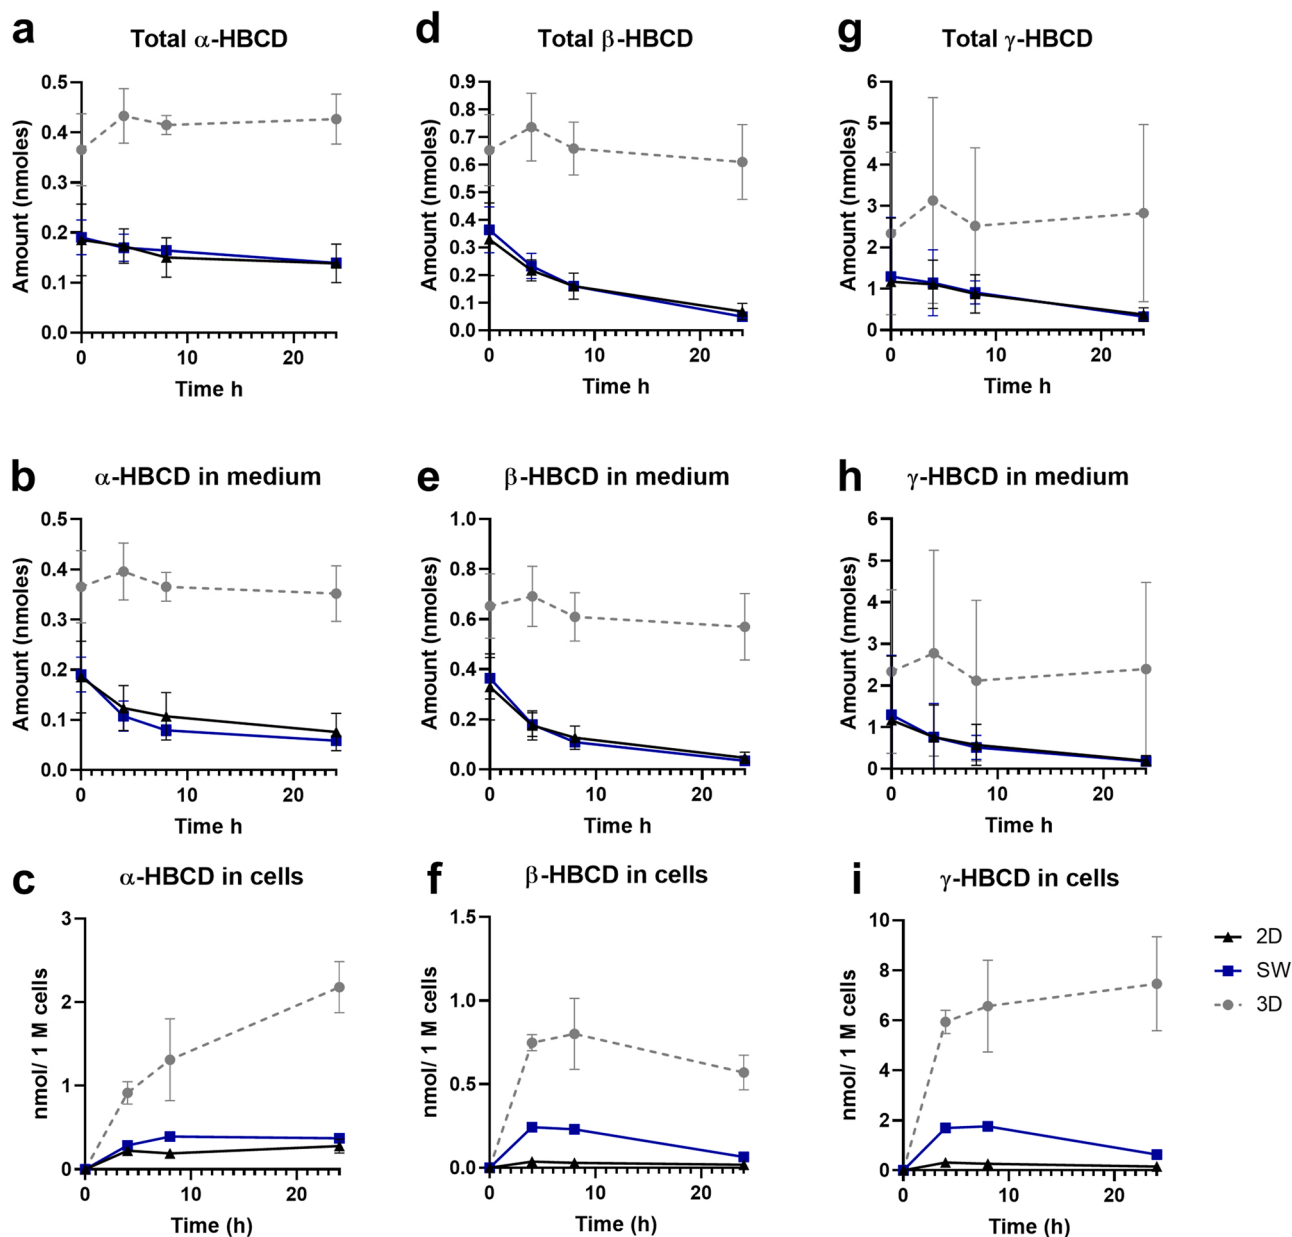 a
Total α-HBCD
Amount (nmoles)
0.5
0.4
0.3
0.2
0.1
0.0
0 10 20
Time h
d
Total β-HBCD
Amount (nmoles)
0.9
0.8
0.7
0.6
0.5
0.4
0.3
0.2
0.1
0.0
0 10 20
Time h
g
Total γ-HBCD
Amount (nmoles)
6
5
4
3
2
1
0
0 10 20
Time h
b
α-HBCD in medium
Amount (nmoles)
0.5
0.4
0.3
0.2
0.1
0.0
0 10 20
Time h
e
β-HBCD in medium
Amount (nmoles)
1.0
0.8
0.6
0.4
0.2
0.0
0 10 20
Time h
h
γ-HBCD in medium
Amount (nmoles)
6
5
4
3
2
1
0
0 10 20
Time h
c
α-HBCD in cells
nmol/ 1 M cells
3
2
1
0
0 10 20
Time (h)
f
β-HBCD in cells
nmol/ 1 M cells
1.5
1.0
0.5
0.0
0 10 20
Time (h)
i
γ-HBCD in cells
nmol/ 1 M cells
10
8
6
4
2
0
0 10 20
Time (h)
2D
SW
3D